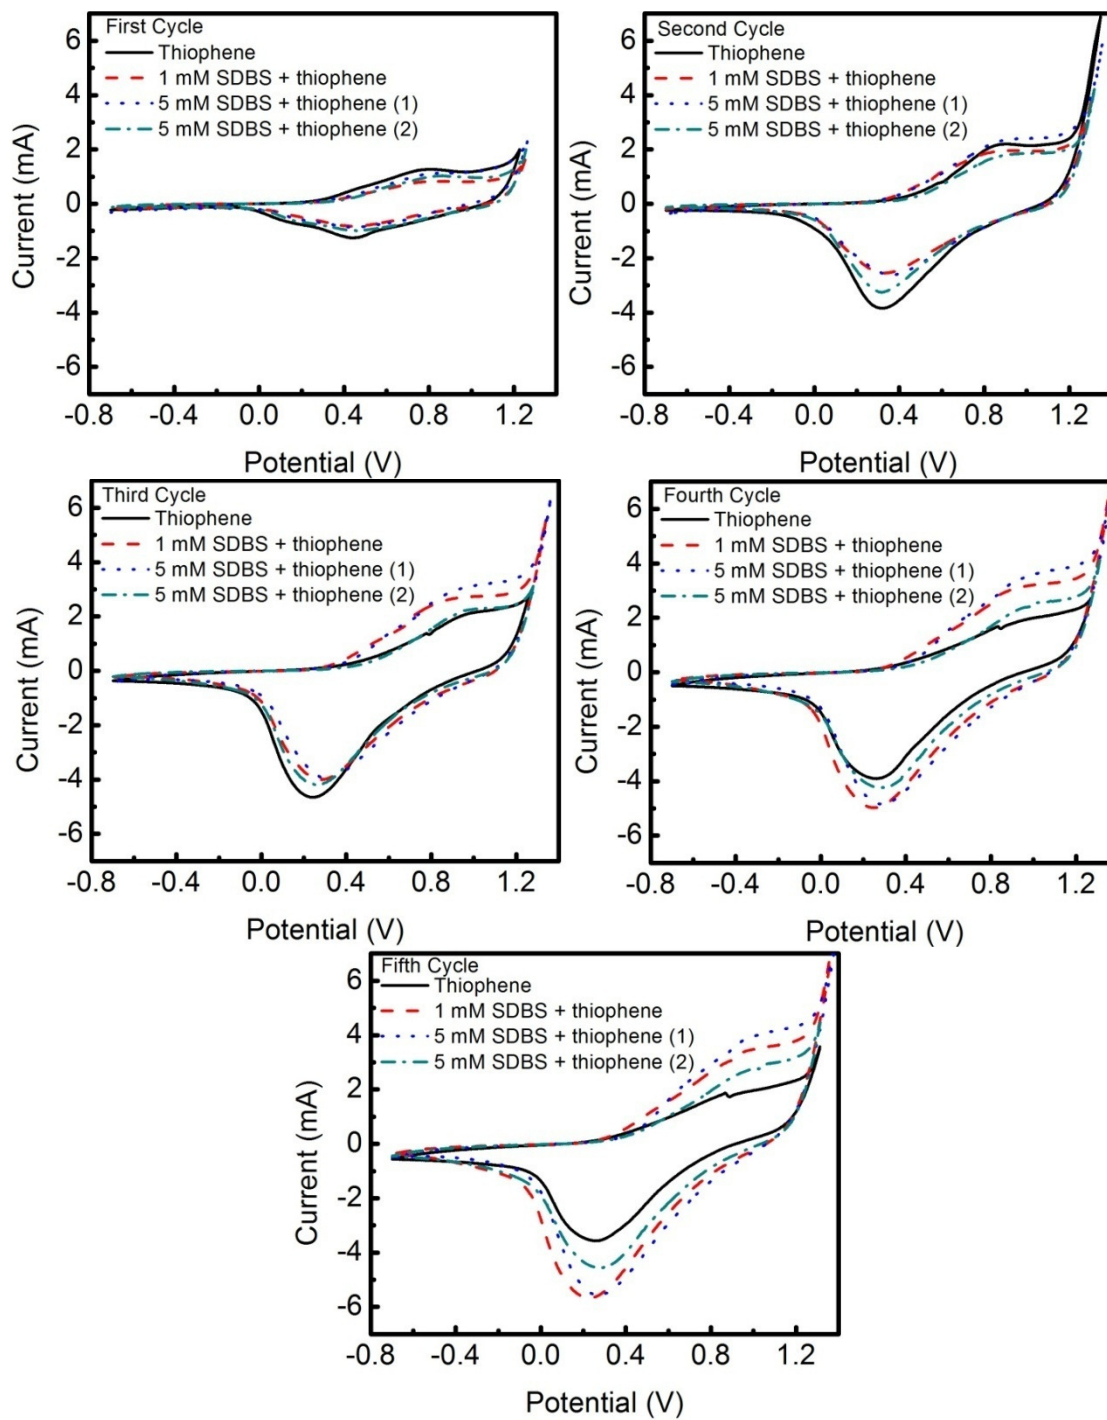 First Cycle
Thiophene
1 mM SDBS + thiophene
5 mM SDBS + thiophene (1)
5 mM SDBS + thiophene (2)
6
4
2
0
-2
-4
-6
Current (mA)
-0.8 -0.4 0.0 0.4 0.8 1.2
Potential (V)
Second Cycle
Thiophene
1 mM SDBS + thiophene
5 mM SDBS + thiophene (1)
5 mM SDBS + thiophene (2)
6
4
2
0
-2
-4
-6
Current (mA)
-0.8 -0.4 0.0 0.4 0.8 1.2
Potential (V)
Third Cycle
Thiophene
1 mM SDBS + thiophene
5 mM SDBS + thiophene (1)
5 mM SDBS + thiophene (2)
6
4
2
0
-2
-4
-6
Current (mA)
-0.8 -0.4 0.0 0.4 0.8 1.2
Potential (V)
Fourth Cycle
Thiophene
1 mM SDBS + thiophene
5 mM SDBS + thiophene (1)
5 mM SDBS + thiophene (2)
6
4
2
0
-2
-4
-6
Current (mA)
-0.8 -0.4 0.0 0.4 0.8 1.2
Potential (V)
Fifth Cycle
Thiophene
1 mM SDBS + thiophene
5 mM SDBS + thiophene (1)
5 mM SDBS + thiophene (2)
6
4
2
0
-2
-4
-6
Current (mA)
-0.8 -0.4 0.0 0.4 0.8 1.2
Potential (V)